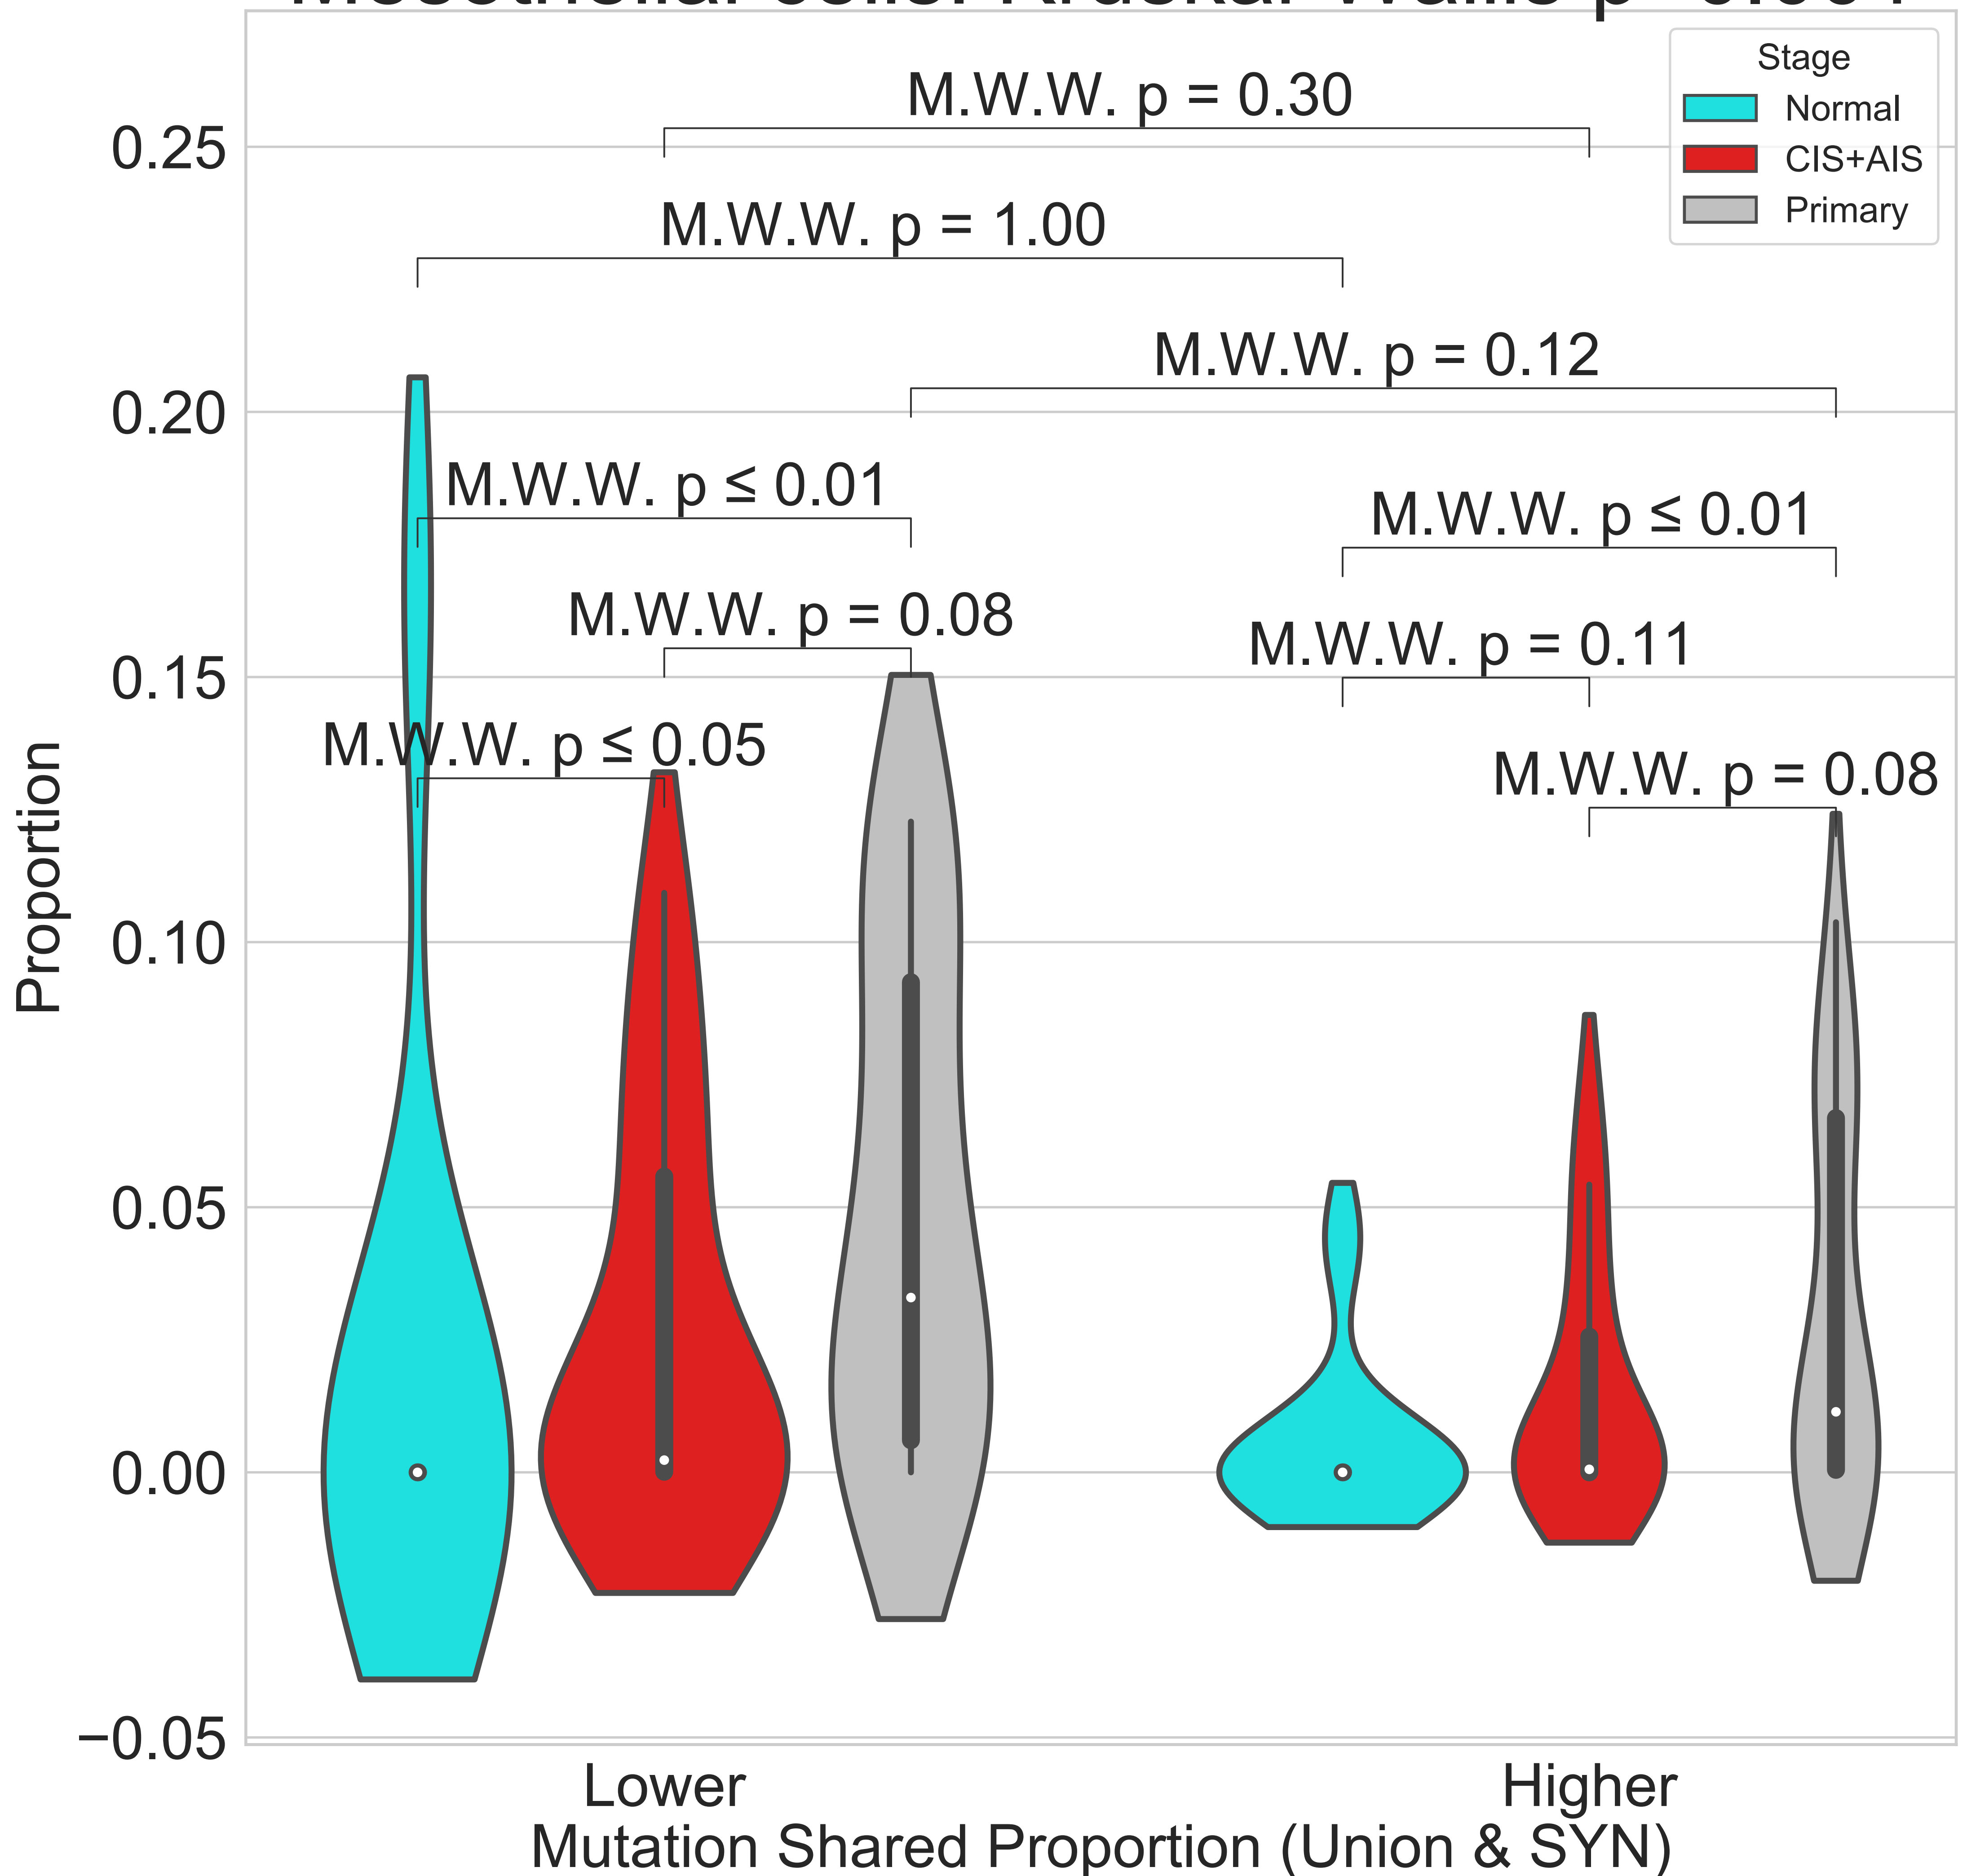 Stage
Normal
CIS+AIS
Primary
M.W.W. p = 0.30
M.W.W. p = 1.00
M.W.W. p = 0.12
M.W.W. p ≤ 0.01
M.W.W. p ≤ 0.01
M.W.W. p = 0.08
M.W.W. p = 0.11
M.W.W. p ≤ 0.05
M.W.W. p = 0.08
0.25
0.20
0.15
0.10
0.05
0.00
−0.05
Proportion
Lower
Higher
Mutation Shared Proportion (Union & SYN)